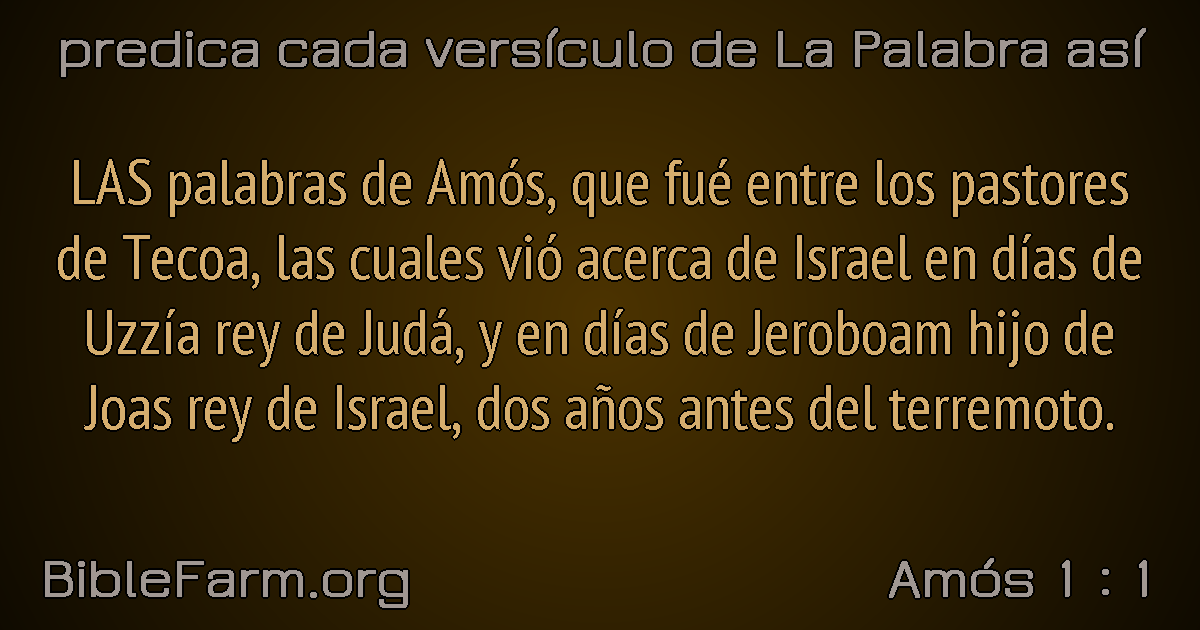 predica cada versículo de La Palabra así
LAS palabras de Amós, que fué entre los pastores
de Tecoa, las cuales vió acerca de Israel en días de
Uzzía rey de Judá, y en días de Jeroboam hijo de
Joas rey de Israel, dos años antes del terremoto.
BibleFarm.org
Amós 1 : 1